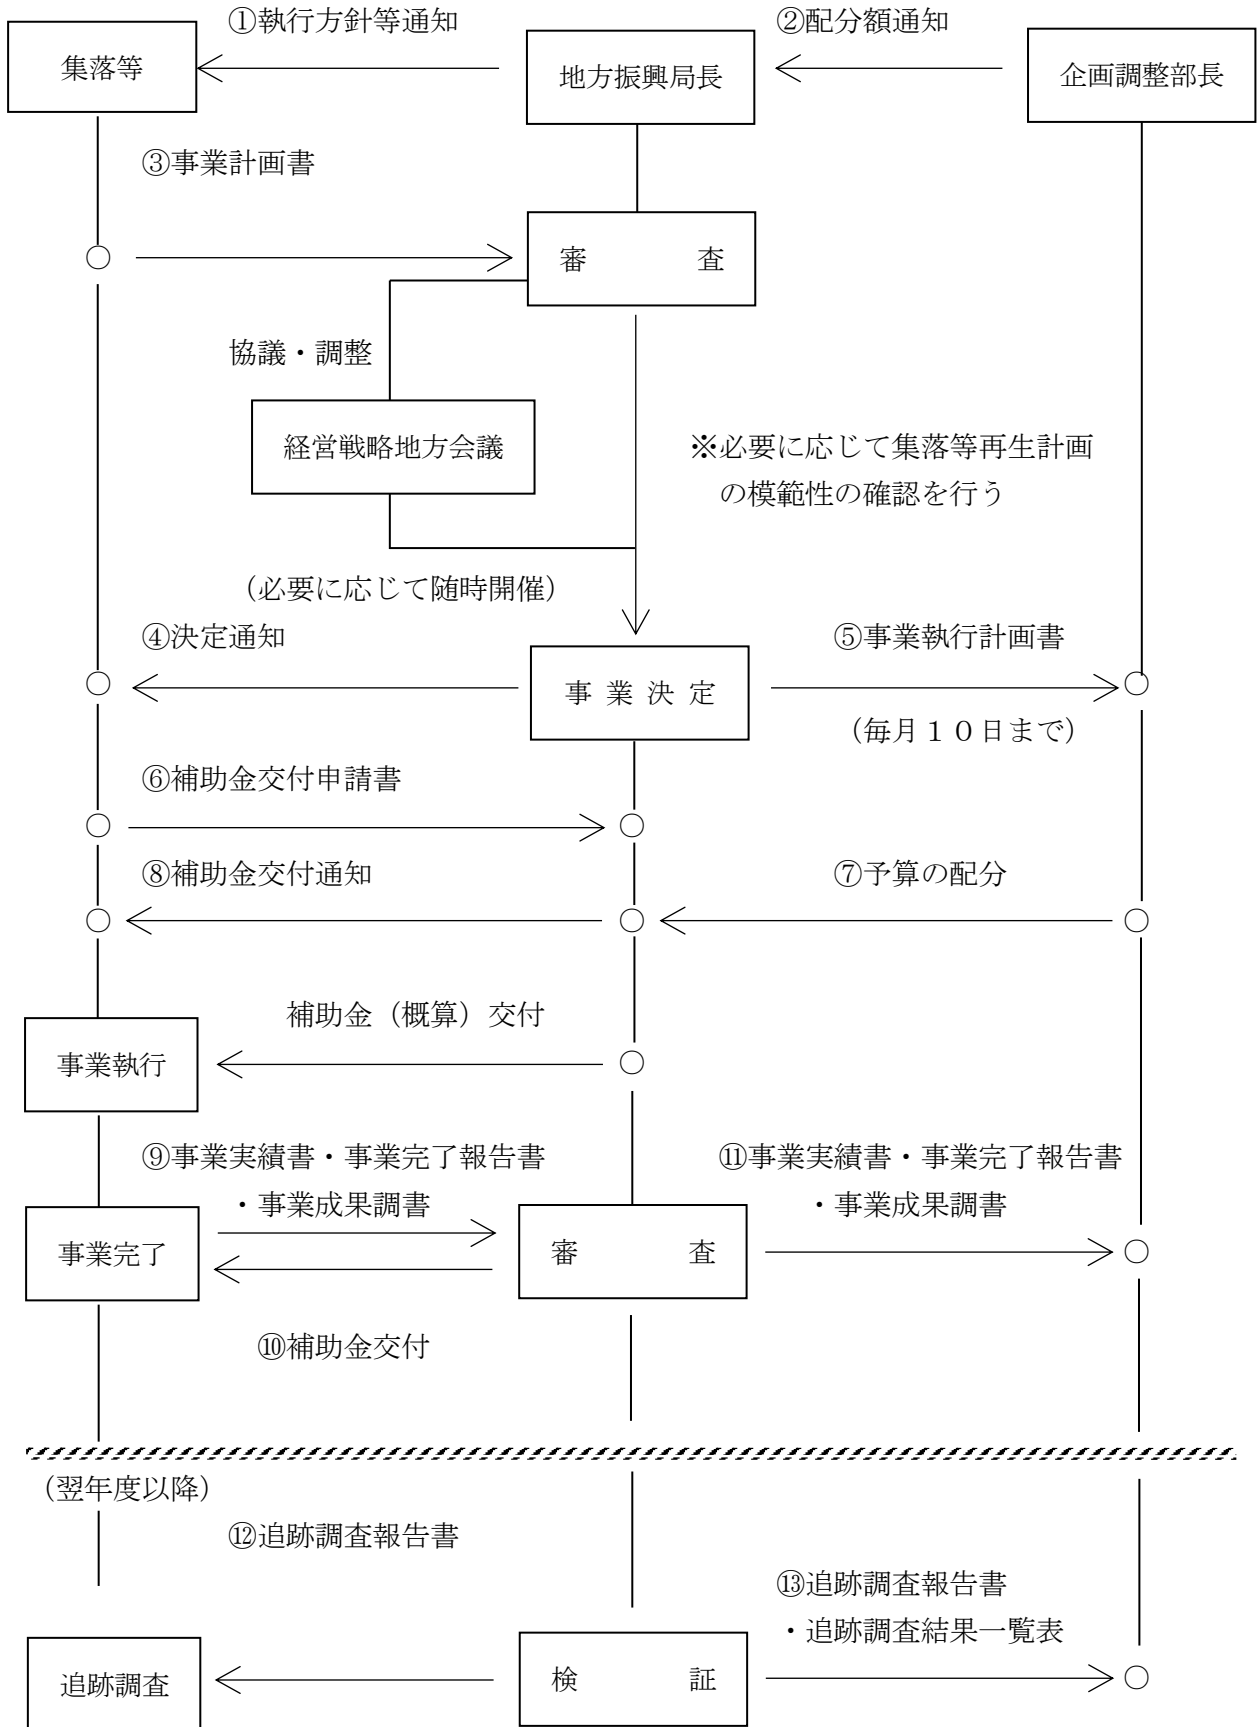 ①執行方針等通知
②配分額通知
集落等
地方振興局長
企画調整部長
③事業計画書
審　　　査
協議・調整
経営戦略地方会議
※必要に応じて集落等再生計画
の模範性の確認を行う
（必要に応じて随時開催）
④決定通知
⑤事業執行計画書
事 業 決 定
（毎月１０日まで）
⑥補助金交付申請書
⑧補助金交付通知
⑦予算の配分
補助金（概算）交付
事業執行
⑨事業実績書・事業完了報告書
・事業成果調書
⑪事業実績書・事業完了報告書
・事業成果調書
事業完了
審　　　査
⑩補助金交付
（翌年度以降）
⑫追跡調査報告書
⑬追跡調査報告書
・追跡調査結果一覧表
追跡調査
検　　　証